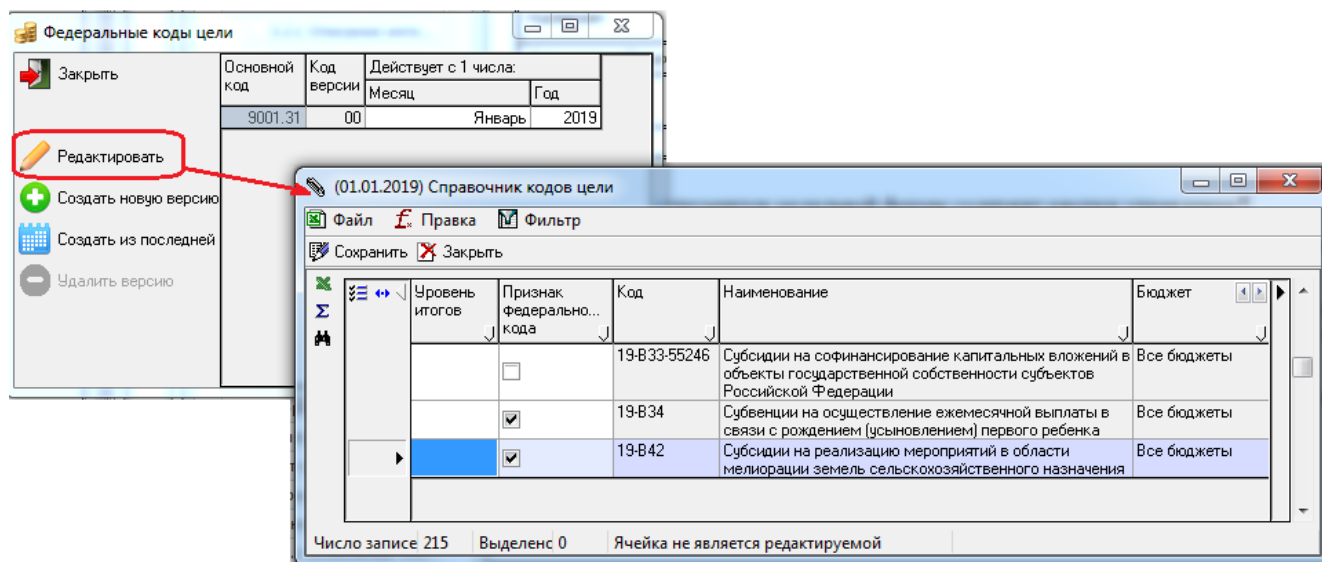 Федеральные коды цели
Закрыть
Основной код
Код версии
Действует с 1 числа:
Месяц
Год
9001.31
00
Январь
2019
Редактировать
Создать новую версию
Создать из последней
Удалить версию
(01.01.2019) Справочник кодов цели
Файл
Правка
Фильтр
Сохранить
Закрыть
Уровень итогов
Признак федерально... кода
Код
Наименование
Бюджет
19-В33-55246
Субсидии на софинансирование капитальных вложений в
объекты государственной собственности субъектов
Российской Федерации
Все бюджеты
19-В34
Субвенции на осуществление ежемесячной выплаты в
связи с рождением (усыновлением) первого ребенка
Все бюджеты
19-В42
Субсидии на реализацию мероприятий в области
мелиорации земель сельскохозяйственного назначения
Все бюджеты
Число записе 215
Выделенс 0
Ячейка не является редактируемой